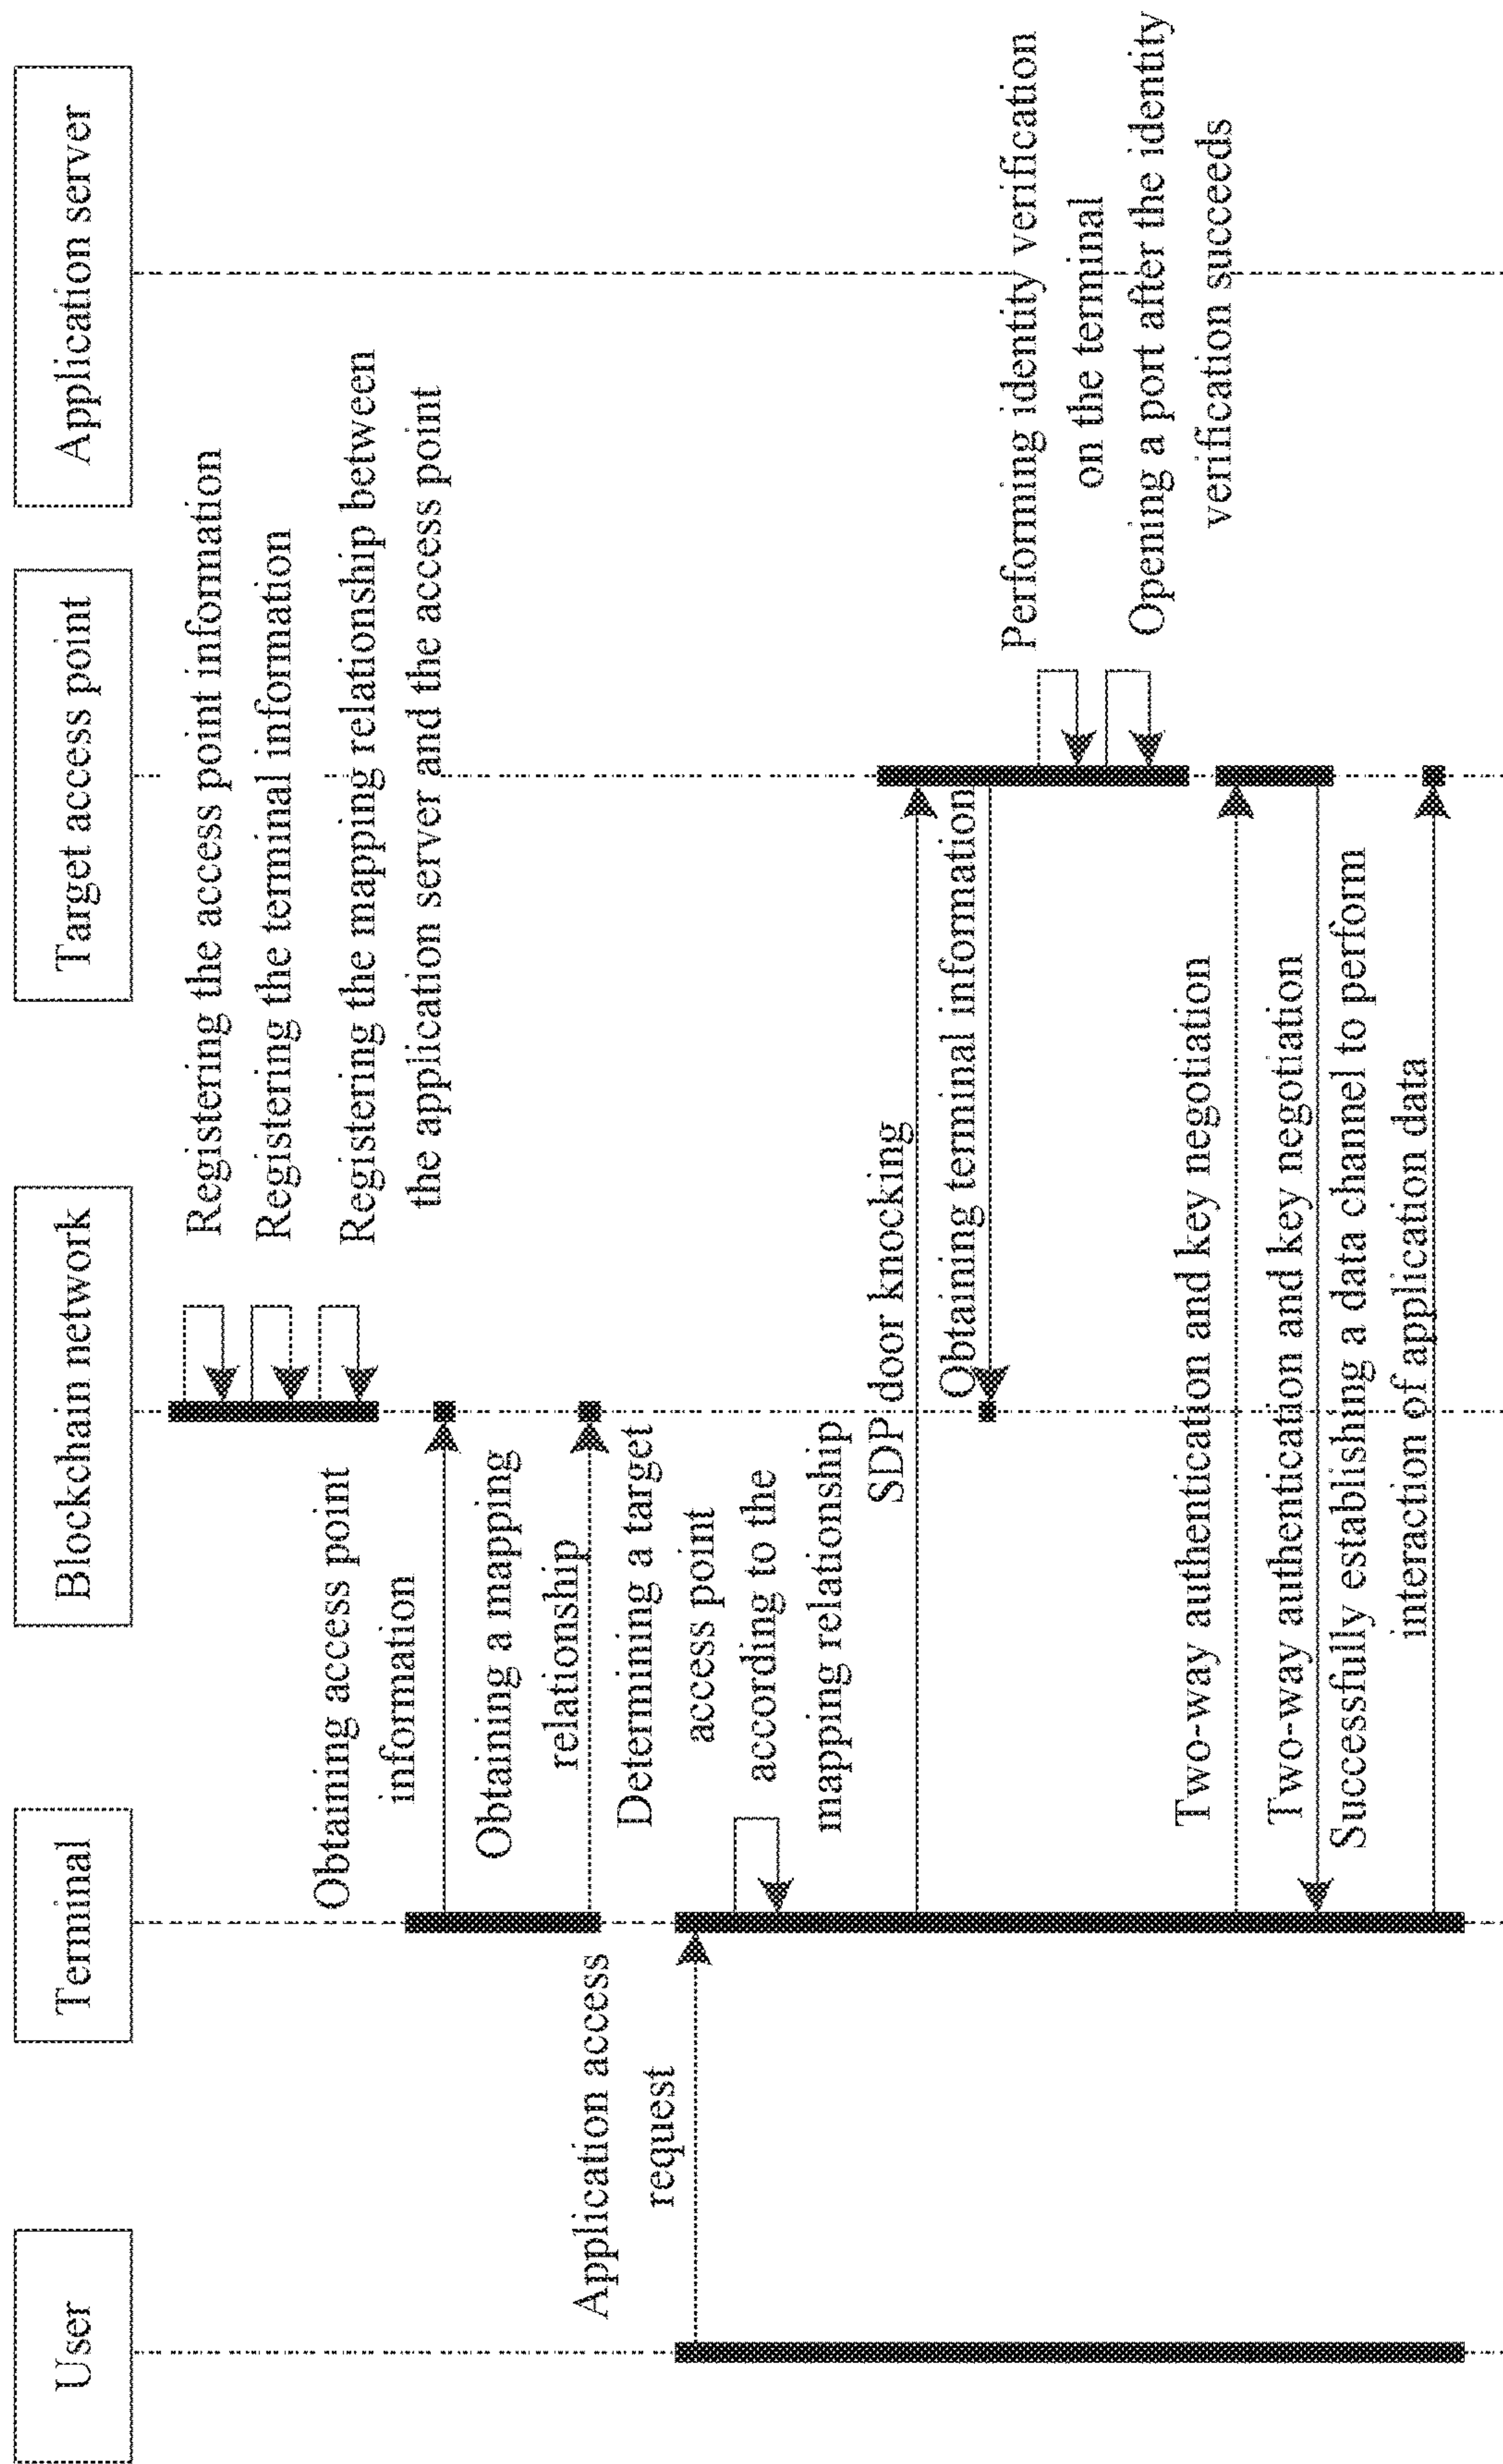 User
Terminal
Blockchain network
Target access point
Application server
Registering the access point information
Registering the terminal information
Registering the mapping relationship between
the application server and the access point
Obtaining access point
information
Obtaining a mapping
relationship
Application access
request
Determining a target
access point
according to the
mapping relationship
SDP door knocking
Obtaining terminal information
Performing identity verification
on the terminal
Opening a port after the identity
verification succeeds
Two-way authentication and key negotiation
Two-way authentication and key negotiation
Successfully establishing a data channel to perform
interaction of application data